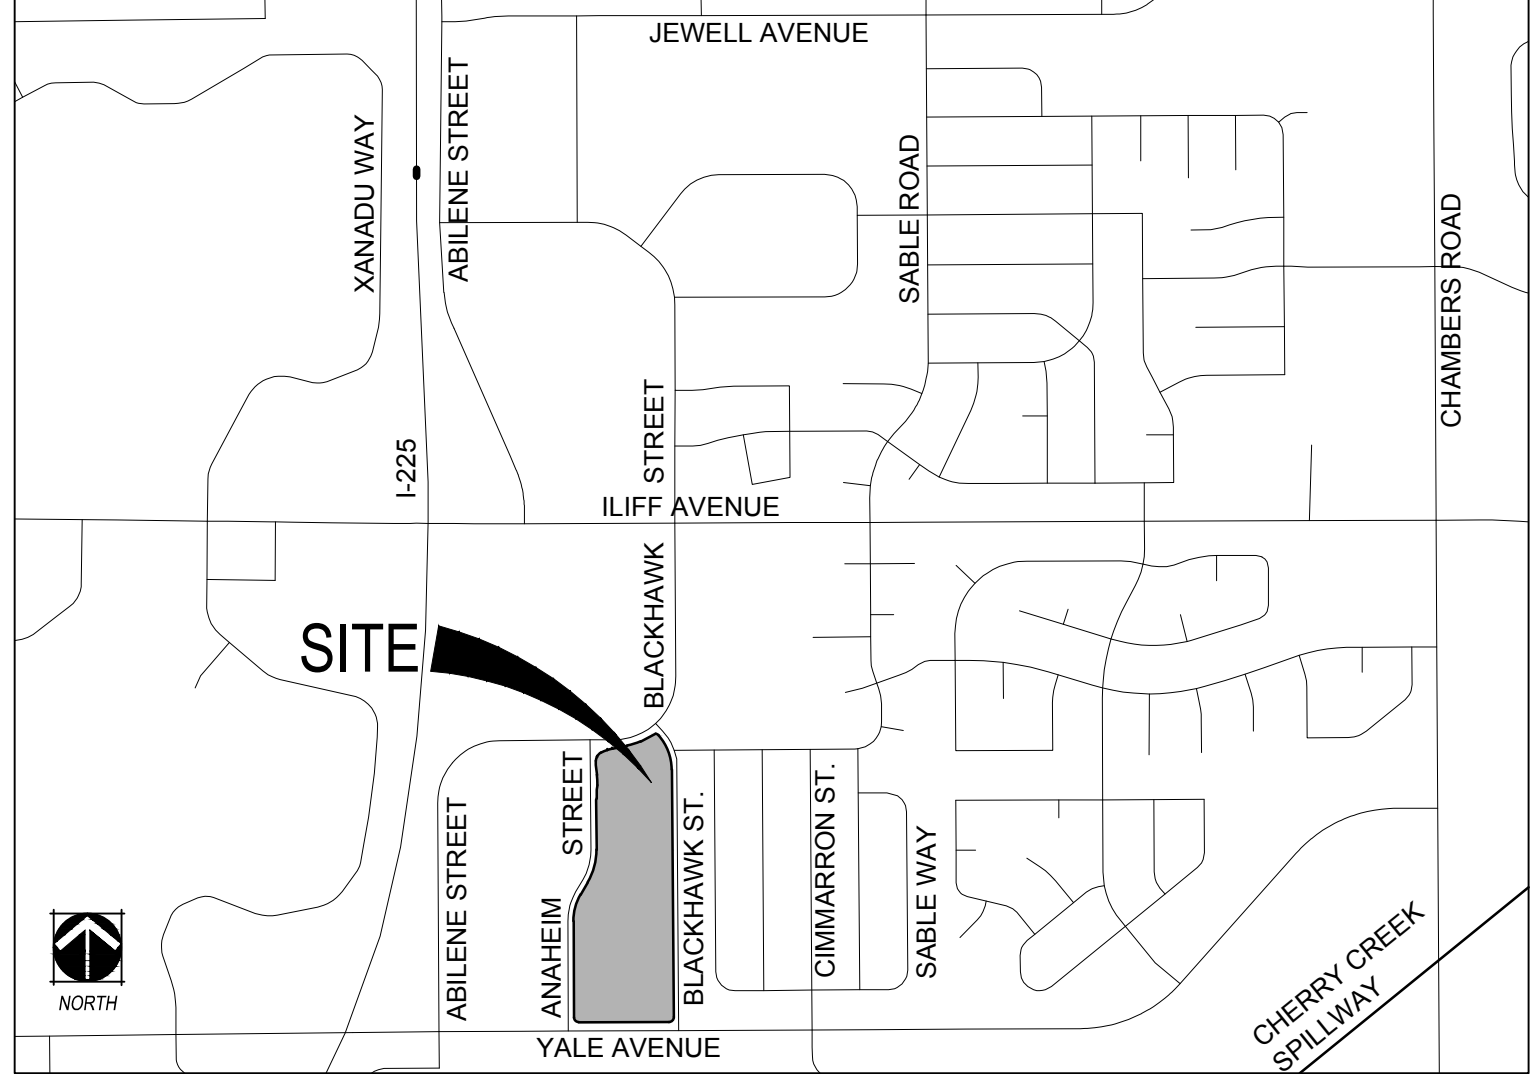 JEWELL AVENUE
XANADU WAY
ABILENE STREET
SABLE ROAD
CHAMBERS ROAD
I-225
STREET
ILIFF AVENUE
BLACKHAWK
SITE
STREET
ANAHEIM
ABILENE STREET
BLACKHAWK ST.
CIMMARRON ST.
SABLE WAY
CHERRY CREEK
SPILLWAY
NORTH
YALE AVENUE